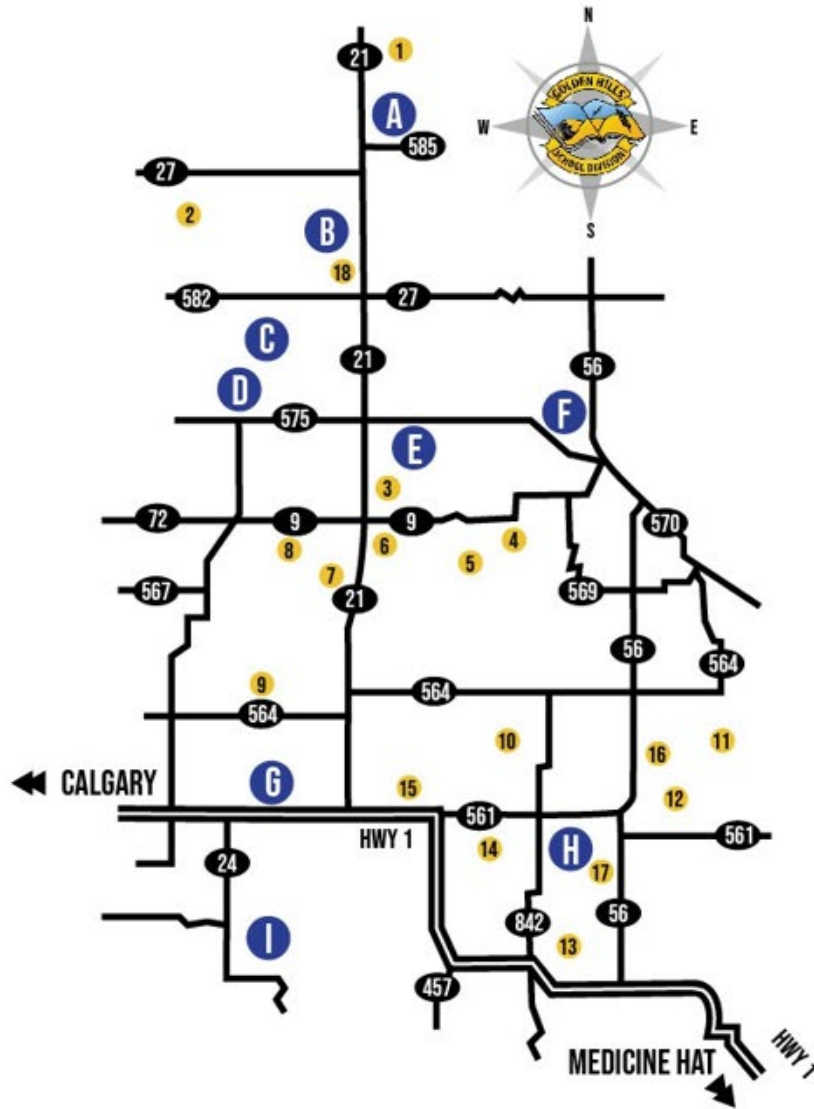 N
21
1
GOLDEN HILLS
A
W
E
585
SCHOOL DIVISION
27
2
B
S
18
582
27
C
21
56
D
F
575
E
3
72
9
9
570
8
6
4
7
5
567
21
569
56
564
9
564
564
10
11
16
CALGARY
G
15
12
561
HWY 1
14
H
561
24
17
842
56
I
13
457
MEDICINE HAT
HWY 1